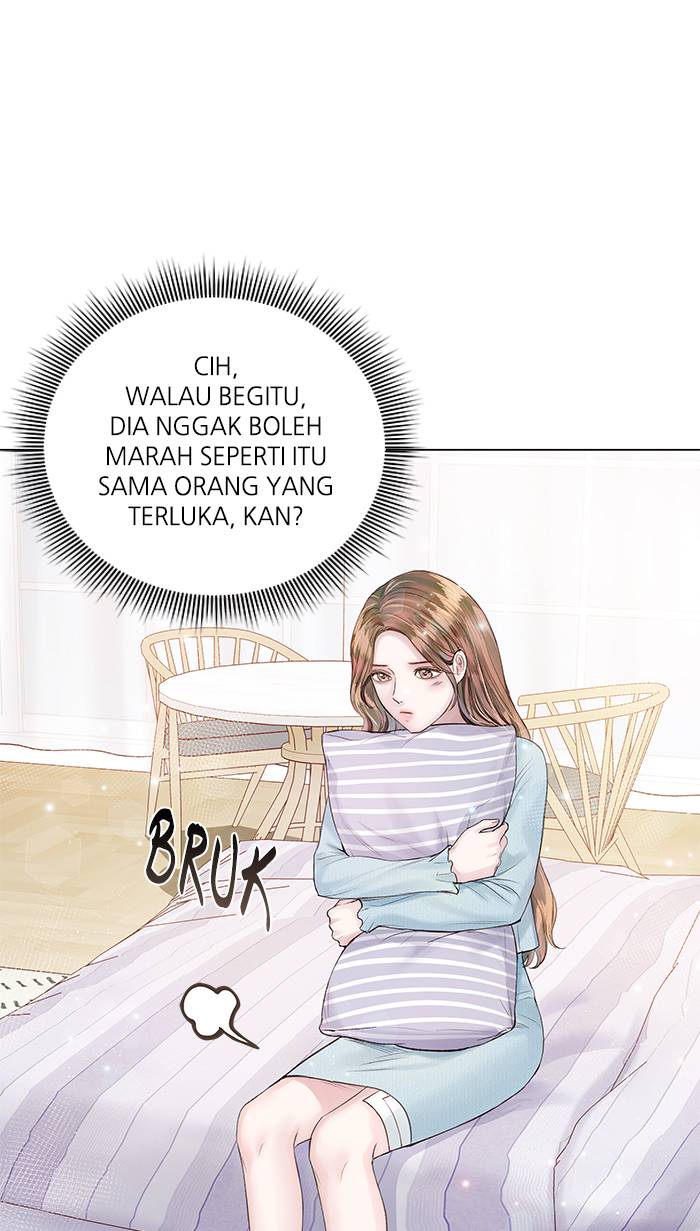 CIH,
WALAU BEGITU,
DIA NGGAK BOLEH
MARAH SEPERTI ITU
SAMA ORANG YANG
TERLUKA, KAN?
BRUK